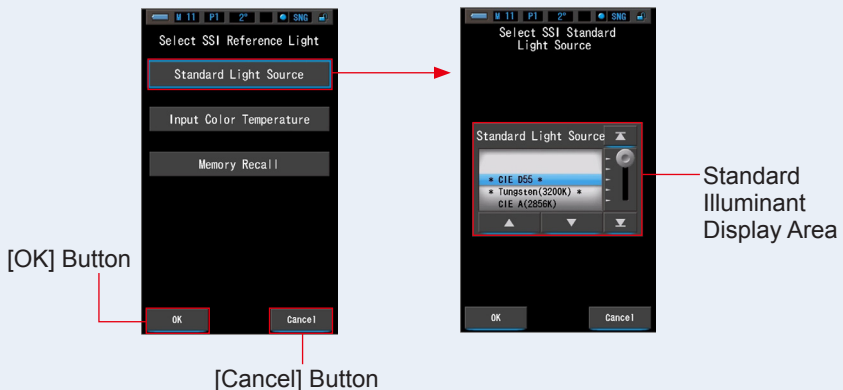 M 11 P1 2° SNG
Select SSI Reference Light
Standard Light Source
Input Color Temperature
Memory Recall
OK
Cancel
[OK] Button
[Cancel] Button
M 11 P1 2° SNG
Select SSI Standard
Light Source
Standard Light Source
* CIE D55 *
* Tungsten(3200K) *
CIE A(2856K)
OK
Cancel
Standard
Illuminant
Display Area